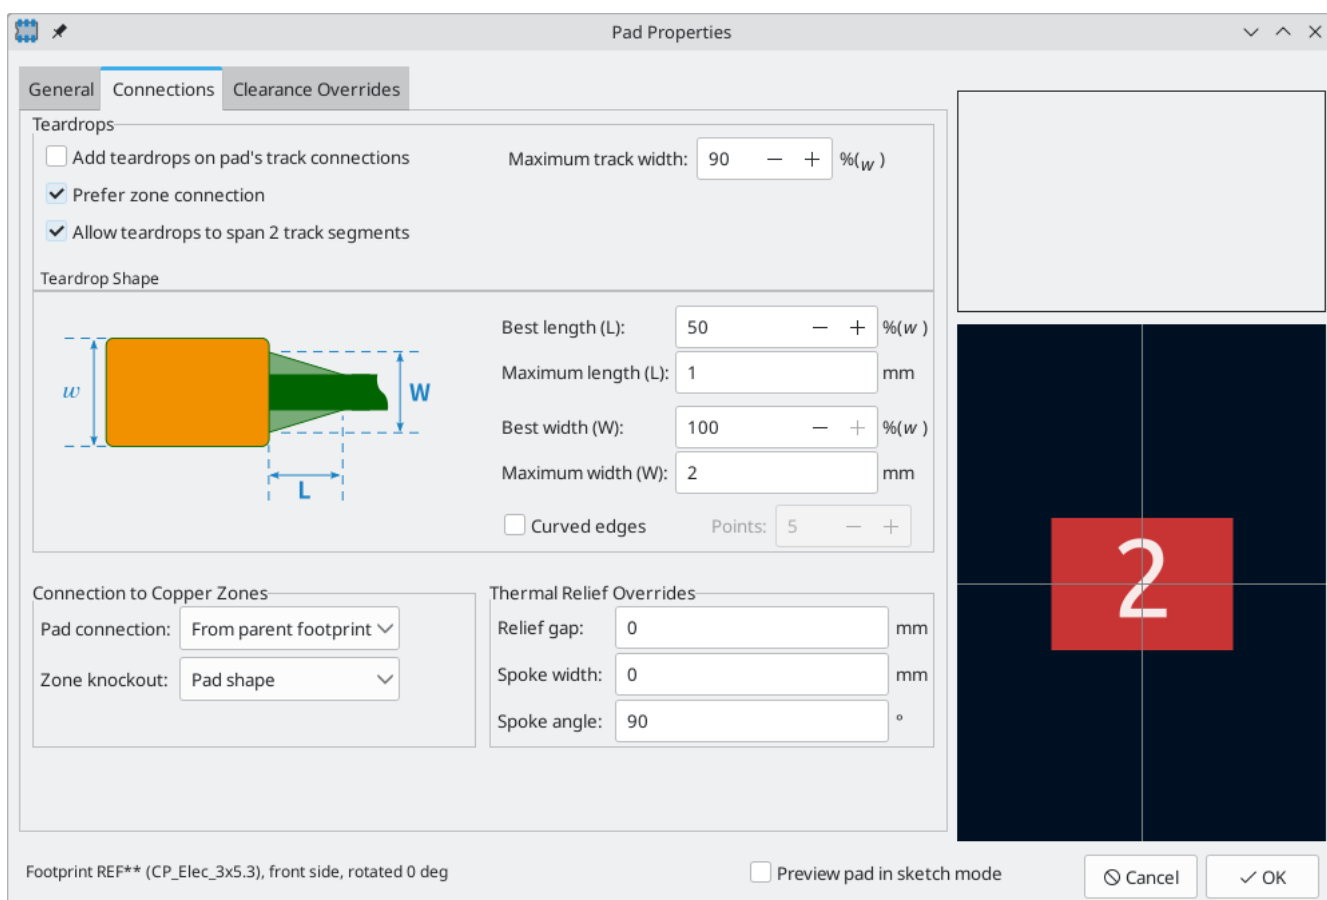 Pad Properties
General Connections Clearance Overrides
Teardrops
Add teardrops on pad's track connections
Maximum track width: 90 %(w )
Prefer zone connection
Allow teardrops to span 2 track segments
Teardrop Shape
w
W
L
Best length (L): 50 %(w )
Maximum length (L): 1 mm
Best width (W): 100 %(w )
Maximum width (W): 2 mm
Curved edges Points: 5
Connection to Copper Zones
Pad connection: From parent footprint
Zone knockout: Pad shape
Thermal Relief Overrides
Relief gap: 0 mm
Spoke width: 0 mm
Spoke angle: 90 °
2
Footprint REF** (CP_Elec_3x5.3), front side, rotated 0 deg
Preview pad in sketch mode
Cancel OK